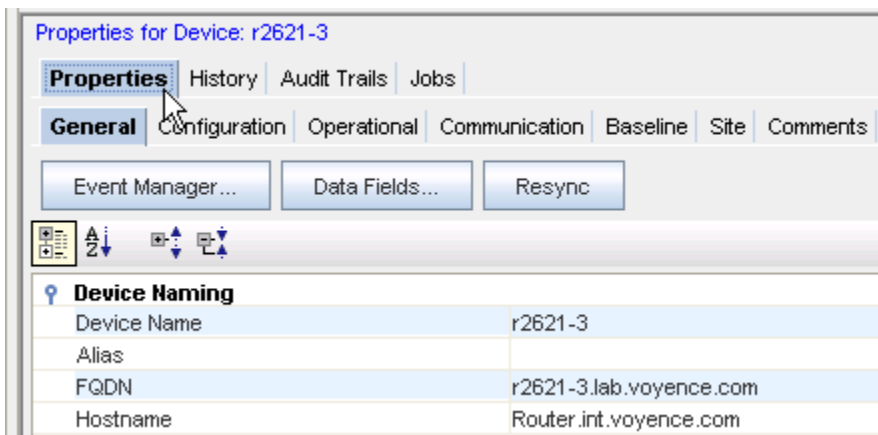 Properties for Device: r2621-3
Properties History Audit Trails Jobs
General Configuration Operational Communication Baseline Site Comments
Event Manager... Data Fields... Resync
A Z
Device Naming
Device Name r2621-3
Alias
FQDN r2621-3.lab.voyence.com
Hostname Router.int.voyence.com